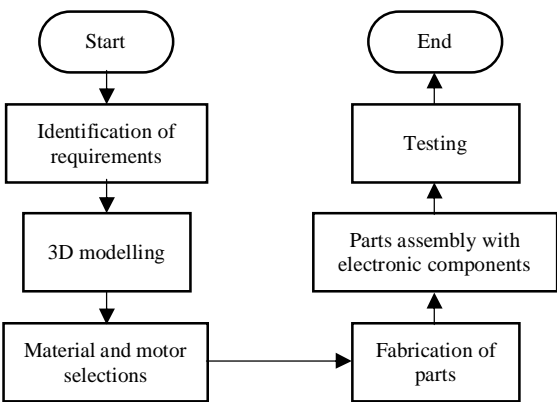 Start
Identification of
requirements
3D modelling
Material and motor
selections
Fabrication of
parts
Parts assembly with
electronic components
Testing
End